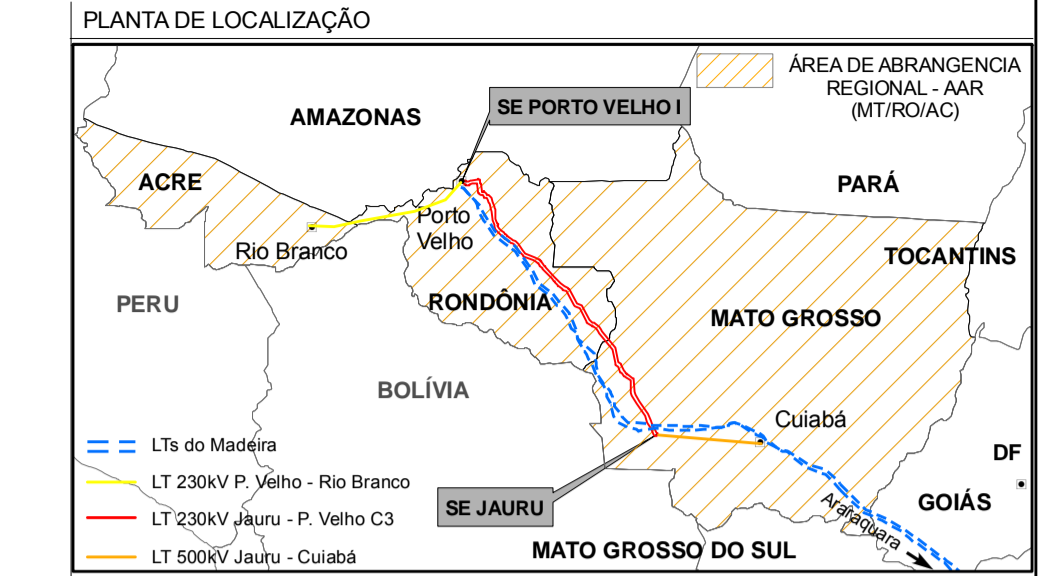 PLANTA DE LOCALIZAÇÃO
ÁREA DE ABRANGENCIA
REGIONAL - AAR
(MT/RO/AC)
SE PORTO VELHO I
AMAZONAS
ACRE
PARÁ
Porto
Velho
Rio Branco
TOCANTINS
PERU
RONDÔNIA
MATO GROSSO
BOLÍVIA
Cuiabá
LTs do Madeira
DF
LT 230kV P. Velho - Rio Branco
SE JAURU
GOIÁS
Araraquara
LT 230kV Jauru - P. Velho C3
MATO GROSSO DO SUL
LT 500kV Jauru - Cuiabá